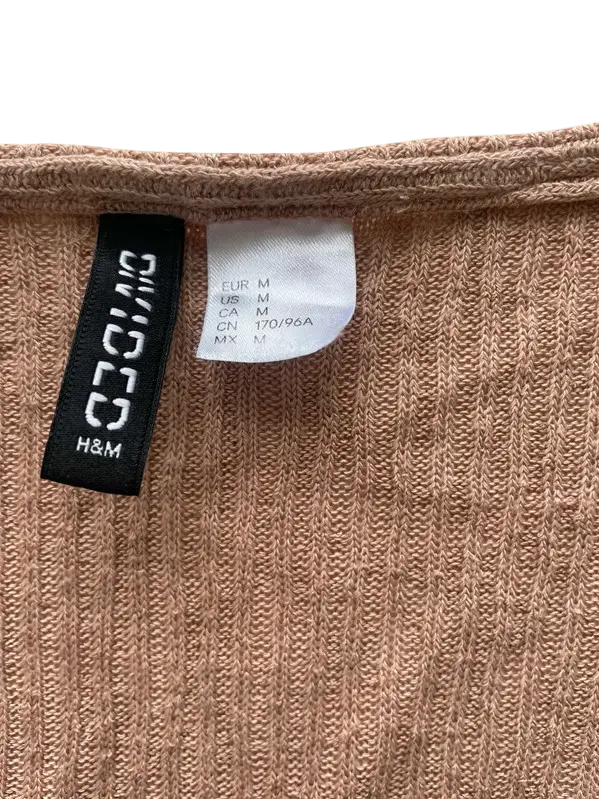 DIVIDED
H&M
EUR M
US M
CA M
CN 170/96A
MX M